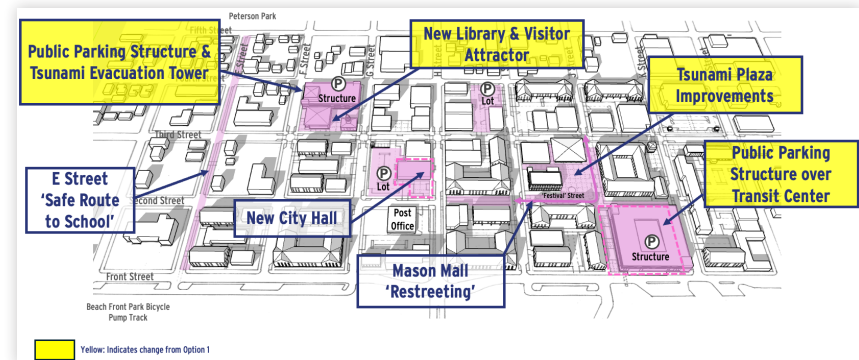 Peterson Park
Fifth Street
Public Parking Structure &
Tsunami Evacuation Tower
New Library & Visitor
Attractor
E Street
F Street
G Street
Tsunami Plaza
Improvements
P
Structure
P
Lot
Third Street
Public Parking
Structure over
Transit Center
E Street
'Safe Route
to School'
P
Lot
Second Street
'Festival' Street
New City Hall
Post
Office
P
Structure
Mason Mall
'Restreeting'
Front Street
Beach Front Park Bicycle
Pump Track
Yellow: Indicates change from Option 1